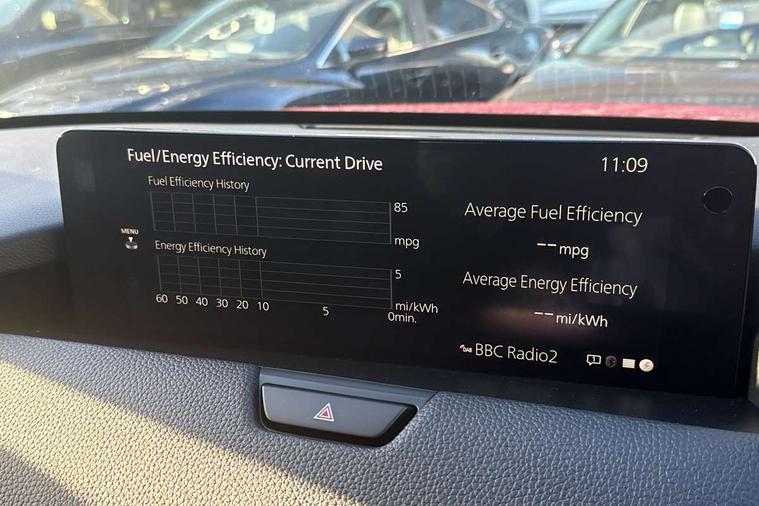 Fuel/Energy Efficiency: Current Drive
11:09
Fuel Efficiency History
85
mpg
Average Fuel Efficiency
--mpg
MENU
Energy Efficiency History
5
mi/kWh
60 50 40 30 20 10 5 0min.
Average Energy Efficiency
--mi/kWh
DAB BBC Radio2